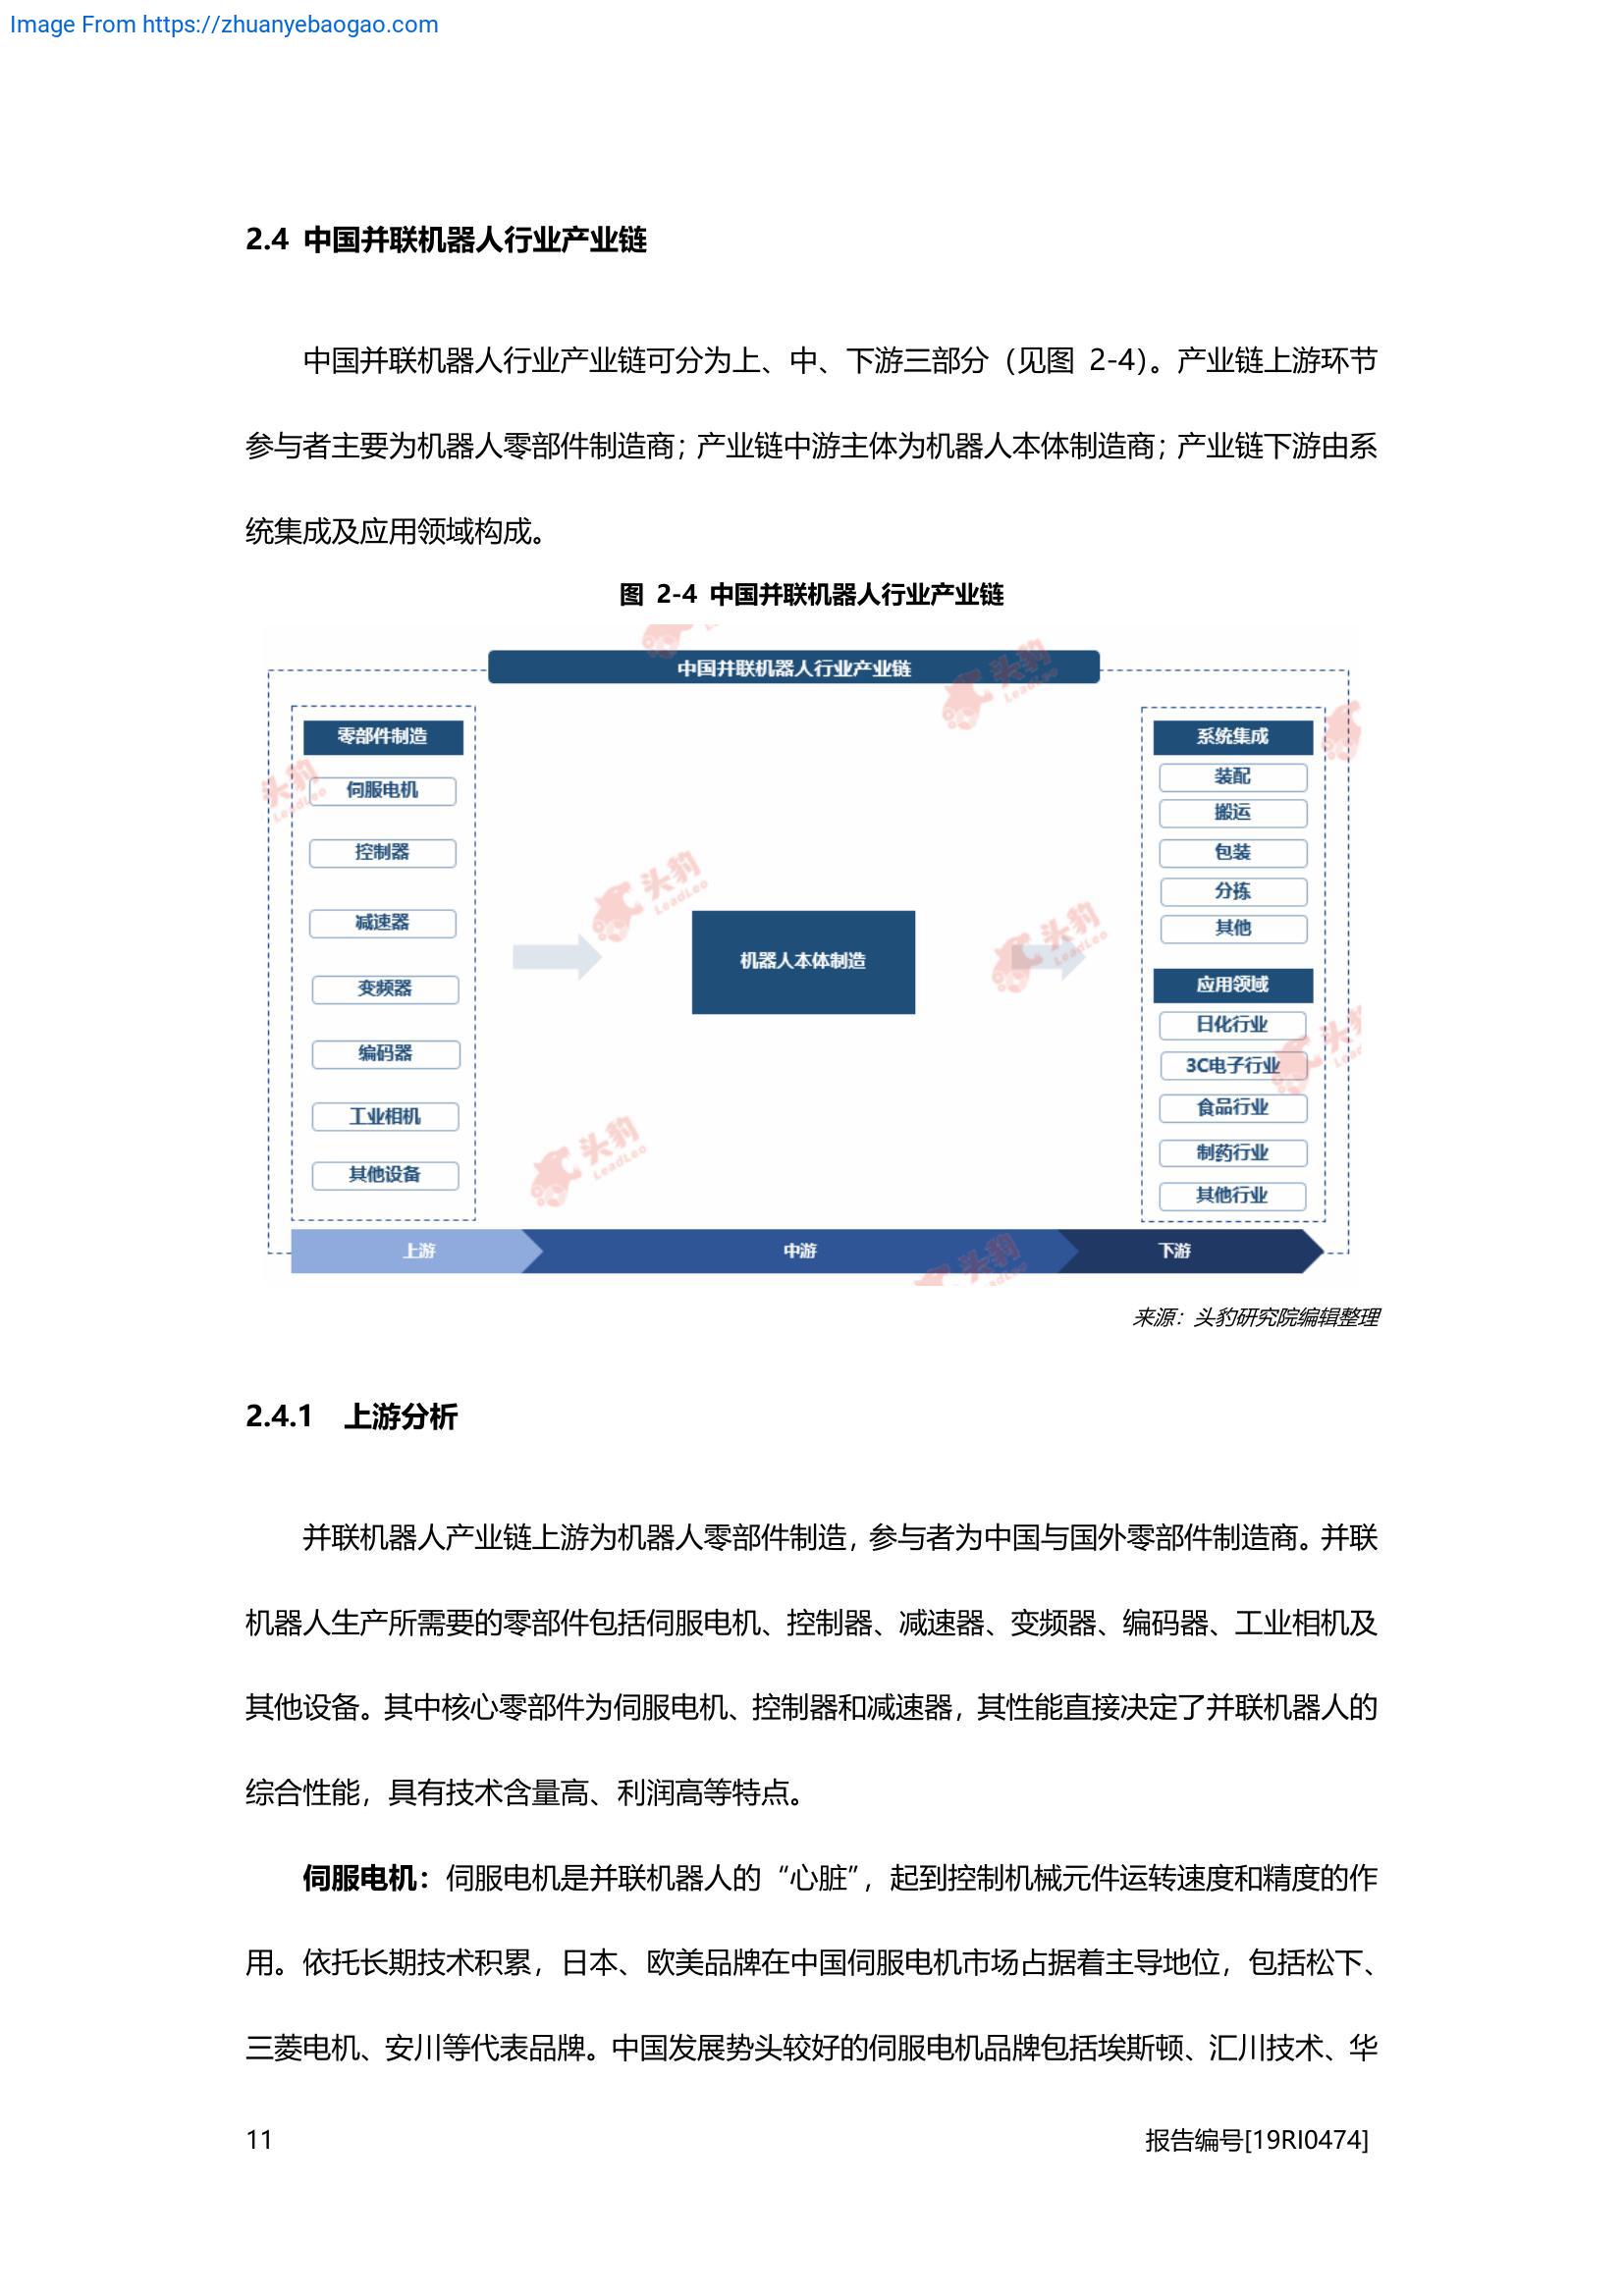 Image From https://zhuanyebaogao.com
2.4 中国并联机器人行业产业链
中国并联机器人行业产业链可分为上、中、下游三部分（见图 2-4）。产业链上游环节
参与者主要为机器人零部件制造商；产业链中游主体为机器人本体制造商；产业链下游由系
统集成及应用领域构成。
图 2-4 中国并联机器人行业产业链
中国并联机器人行业产业链
零部件制造
伺服电机
控制器
减速器
变频器
编码器
工业相机
其他设备
机器人本体制造
系统集成
装配
搬运
包装
分拣
其他
应用领域
日化行业
3C电子行业
食品行业
制药行业
其他行业
上游
中游
下游
头豹
LeadLeo
头豹
LeadLeo
头豹
LeadLeo
头豹
LeadLeo
头豹
LeadLeo
来源：头豹研究院编辑整理
2.4.1 上游分析
并联机器人产业链上游为机器人零部件制造，参与者为中国与国外零部件制造商。并联
机器人生产所需要的零部件包括伺服电机、控制器、减速器、变频器、编码器、工业相机及
其他设备。其中核心零部件为伺服电机、控制器和减速器，其性能直接决定了并联机器人的
综合性能，具有技术含量高、利润高等特点。
伺服电机：伺服电机是并联机器人的“心脏”，起到控制机械元件运转速度和精度的作
用。依托长期技术积累，日本、欧美品牌在中国伺服电机市场占据着主导地位，包括松下、
三菱电机、安川等代表品牌。中国发展势头较好的伺服电机品牌包括埃斯顿、汇川技术、华
11
报告编号[19RI0474]